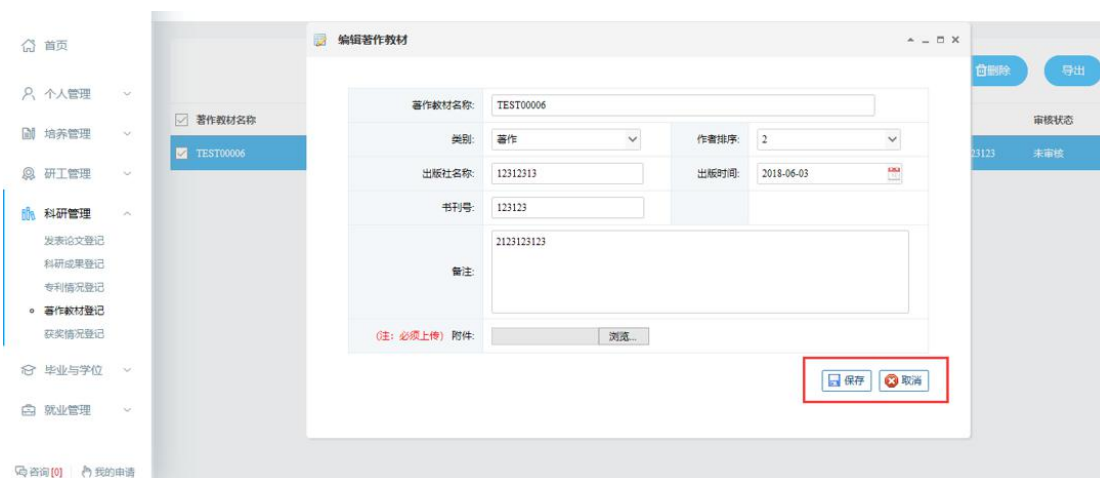 首页
个人管理
培养管理
研工管理
科研管理
发表论文登记
科研成果登记
专利情况登记
著作教材登记
获奖情况登记
毕业与学位
就业管理
咨询[0] 我的申请
删除 导出
著作教材名称 审核状态
TEST00006 23123 未审核
编辑著作教材
著作教材名称: TEST00006
类别: 著作 作者排序: 2
出版社名称: 12312313 出版时间: 2018-06-03
书刊号: 123123
备注: 2123123123
(注：必须上传) 附件: 浏览...
保存 取消